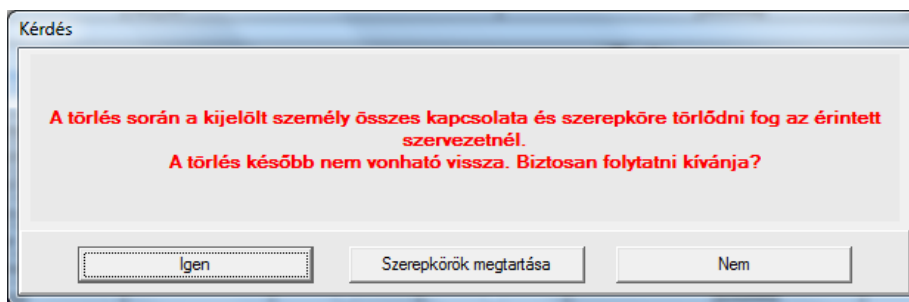 Kérdés
A törlés során a kijelölt személy összes kapcsolata és szerepköre törlődni fog az érintett
szervezetnél.
A törlés később nem vonható vissza. Biztosan folytatni kívánja?
Igen
Szerepkörök megtartása
Nem